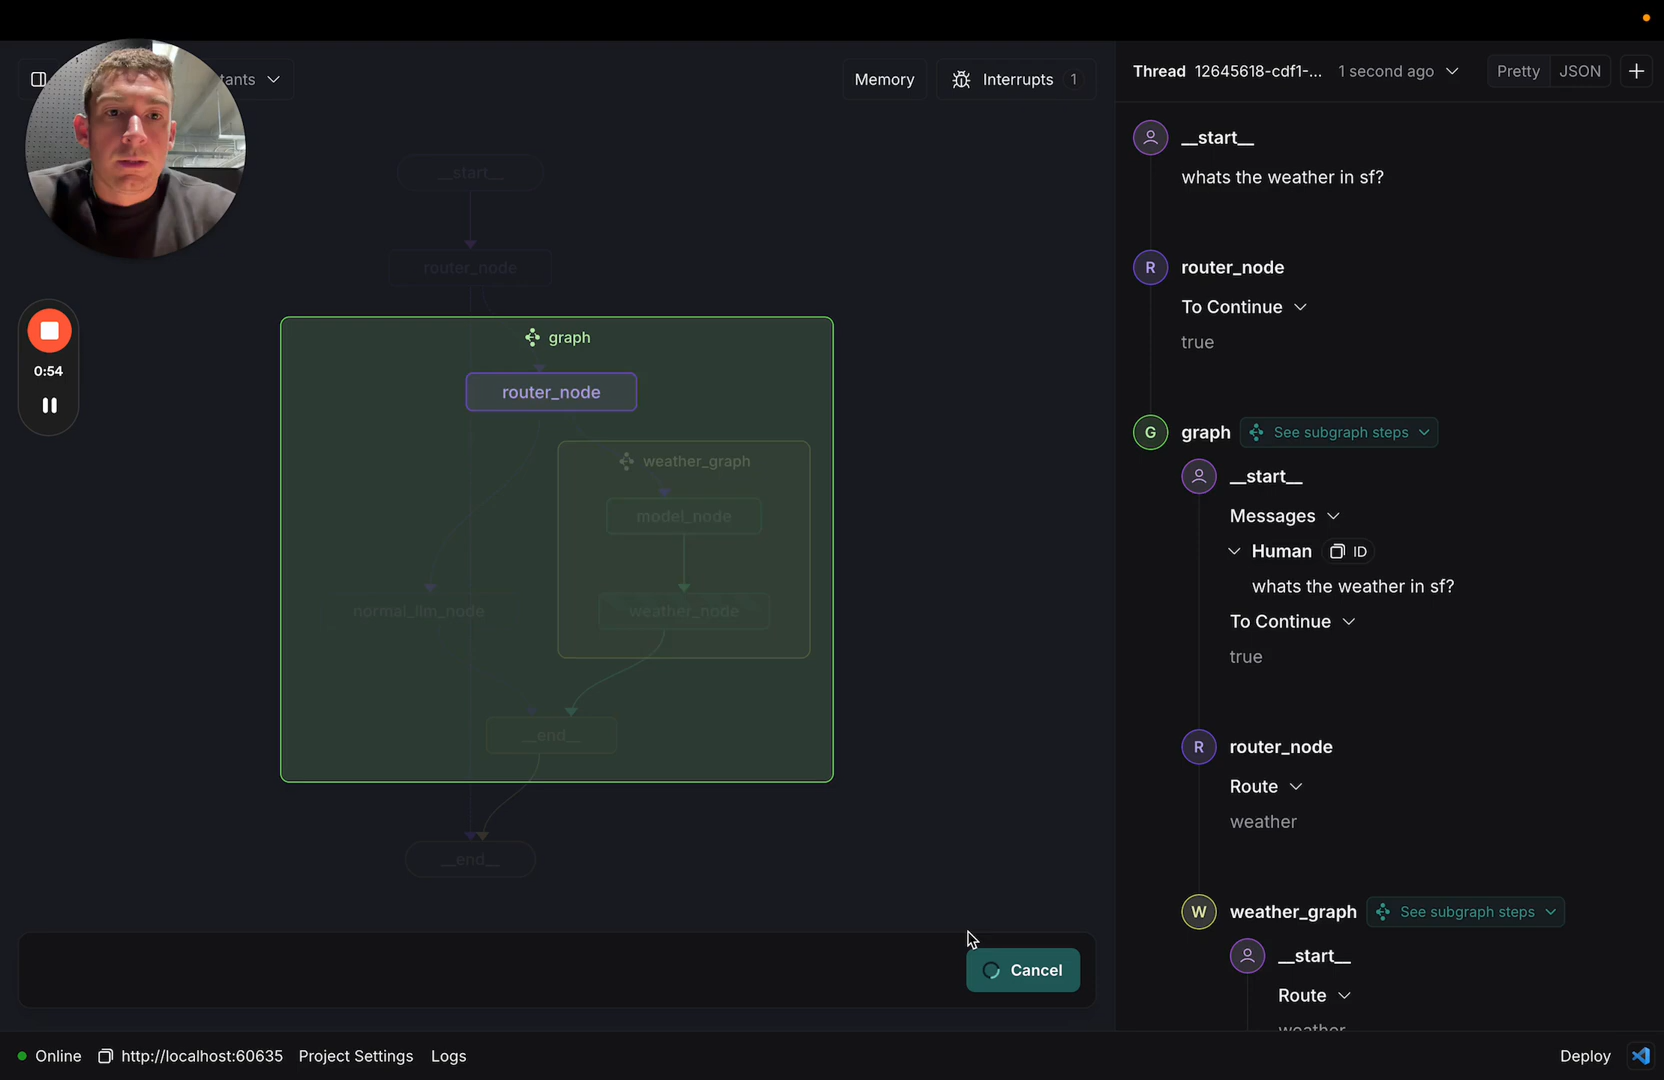 tants
Memory
Interrupts 1
Thread 12645618-cdf1-... 1 second ago
Pretty JSON
0:54
__start__
router_node
graph
router_node
weather_graph
model_node
normal_llm_node
weather_node
__end__
__end__
Cancel
__start__
whats the weather in sf?
R router_node
To Continue
true
G graph See subgraph steps
__start__
Messages
Human ID
whats the weather in sf?
To Continue
true
R router_node
Route
weather
W weather_graph See subgraph steps
__start__
Route
weather
Online http://localhost:60635 Project Settings Logs
Deploy